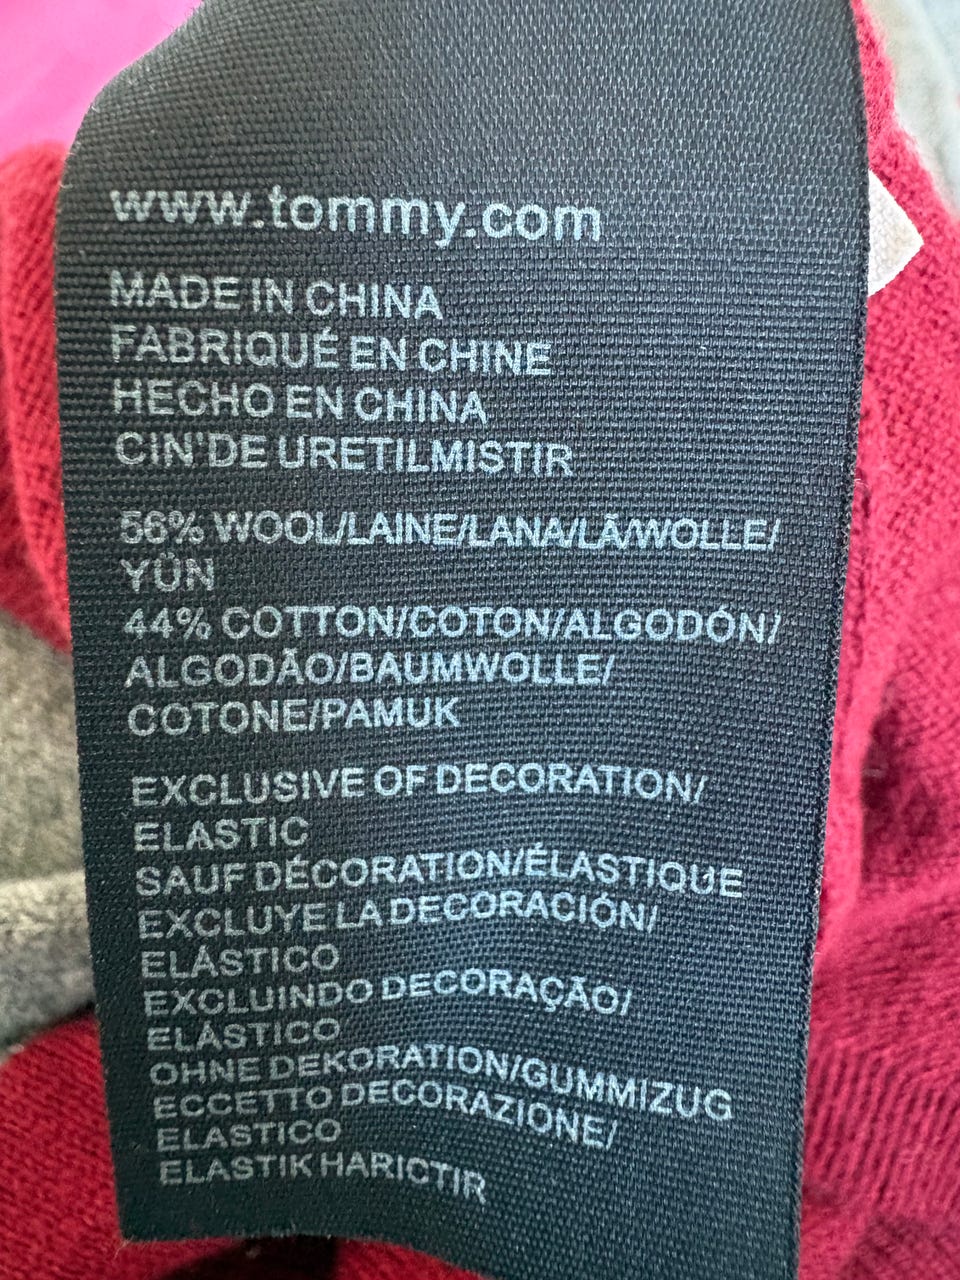 www.tommy.com
MADE IN CHINA
FABRIQUÉ EN CHINE
HECHO EN CHINA
CIN'DE URETILMISTIR
56% WOOL/LAINE/LANA/LÃ/WOLLE/
YÜN
44% COTTON/COTON/ALGODÓN/
ALGODÃO/BAUMWOLLE/
COTONE/PAMUK
EXCLUSIVE OF DECORATION/
ELASTIC
SAUF DÉCORATION/ÉLASTIQUE
EXCLUYE LA DECORACIÓN/
ELÁSTICO
EXCLUINDO DECORAÇÃO/
ELÁSTICO
OHNE DEKORATION/GUMMIZUG
ECCETTO DECORAZIONE/
ELASTICO
ELASTIK HARICTIR